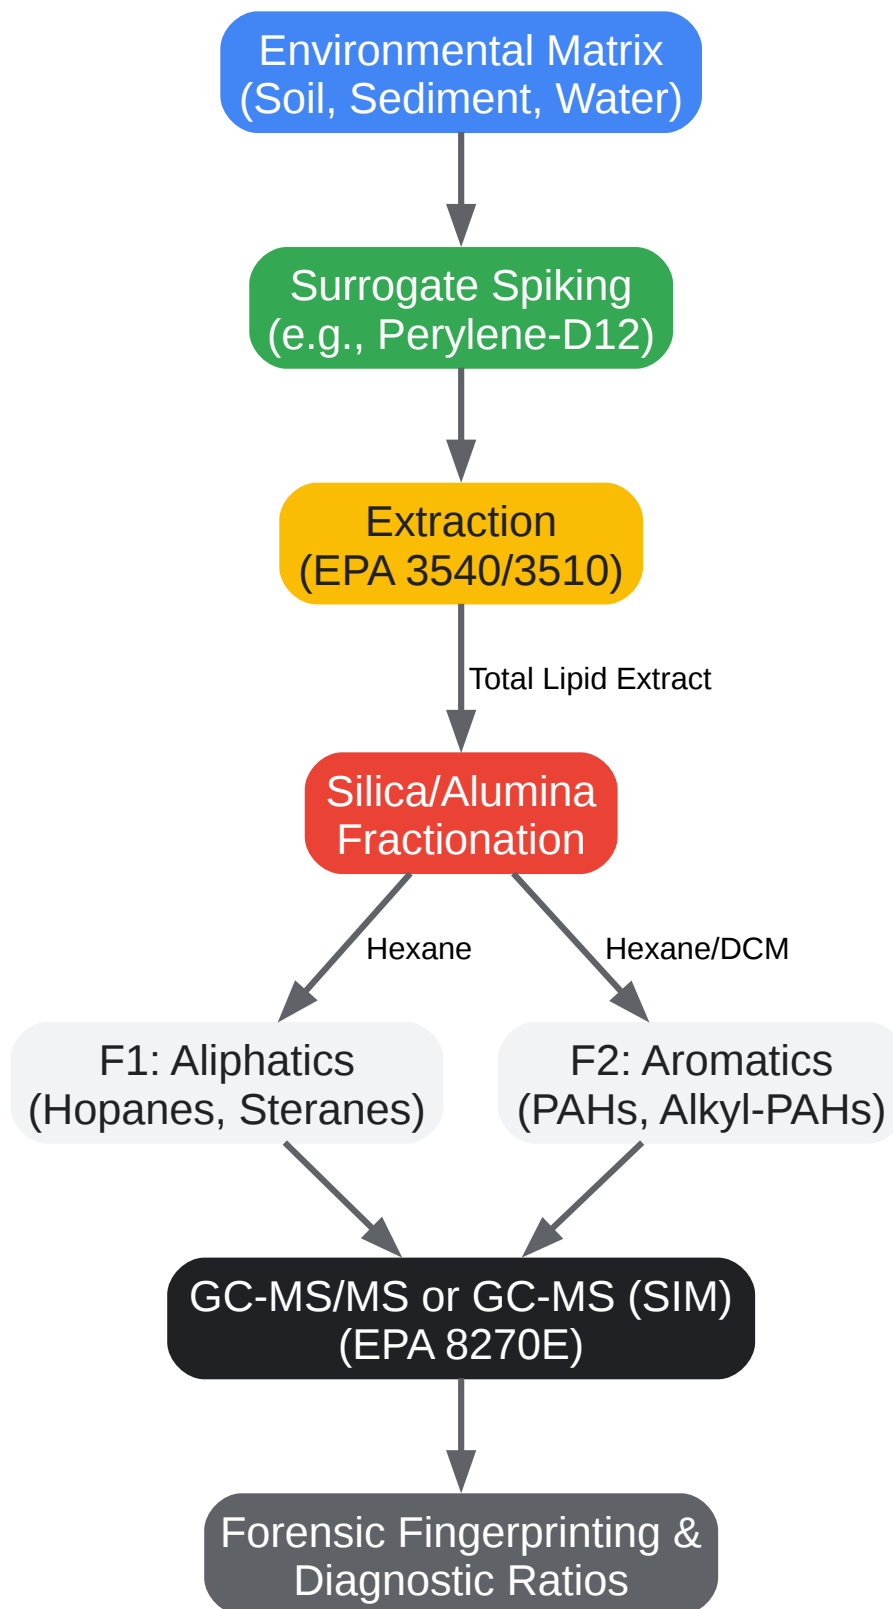 Environmental Matrix
(Soil, Sediment, Water)
Surrogate Spiking
(e.g., Perylene-D12)
Extraction
(EPA 3540/3510)
Total Lipid Extract
Silica/Alumina
Fractionation
Hexane
Hexane/DCM
F1: Aliphatics
(Hopanes, Steranes)
F2: Aromatics
(PAHs, Alkyl-PAHs)
GC-MS/MS or GC-MS (SIM)
(EPA 8270E)
Forensic Fingerprinting &
Diagnostic Ratios